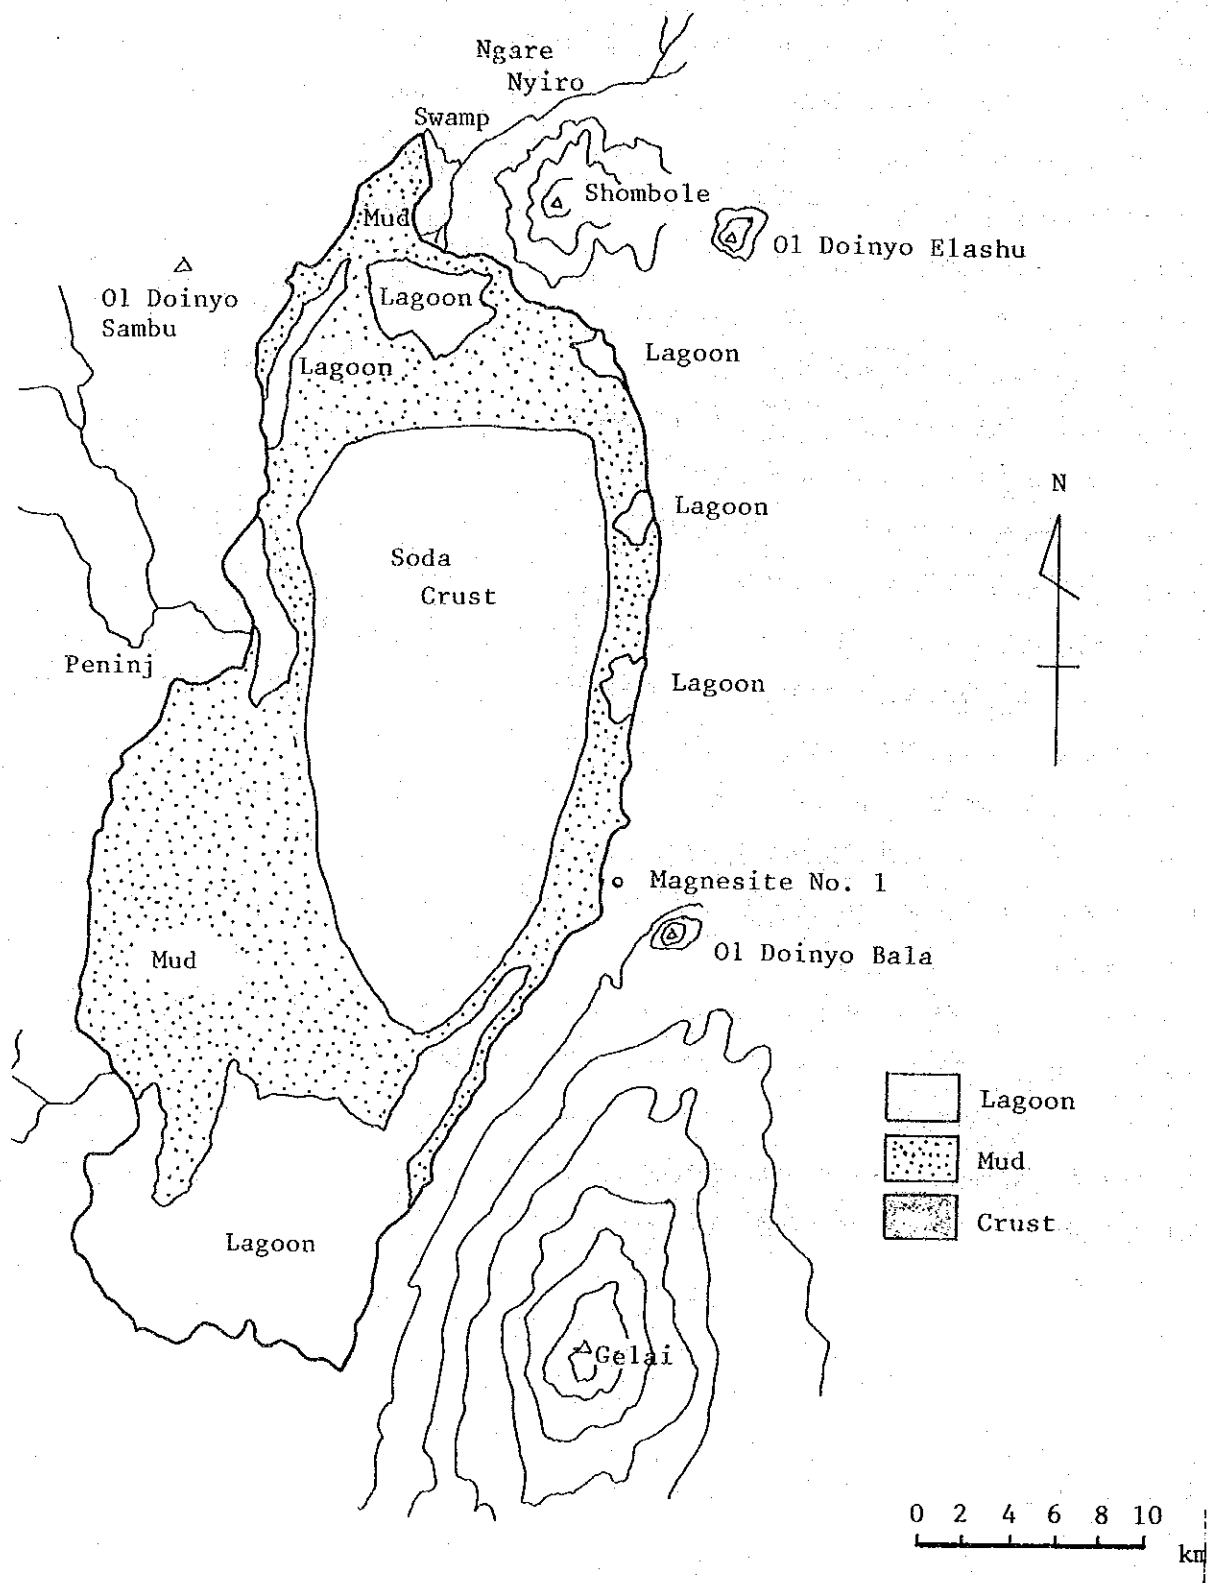 Ngare
Nyiro
Swamp
Shombole
Mud
Ol Doinyo Elashu
Ol Doinyo
Sambu
Lagoon
Lagoon
Lagoon
N
Lagoon
Soda
Crust
Peninj
Lagoon
Magnesite No. 1
Ol Doinyo Bala
Mud
Lagoon
Mud
Crust
Lagoon
Gelai
0 2 4 6 8 10
km